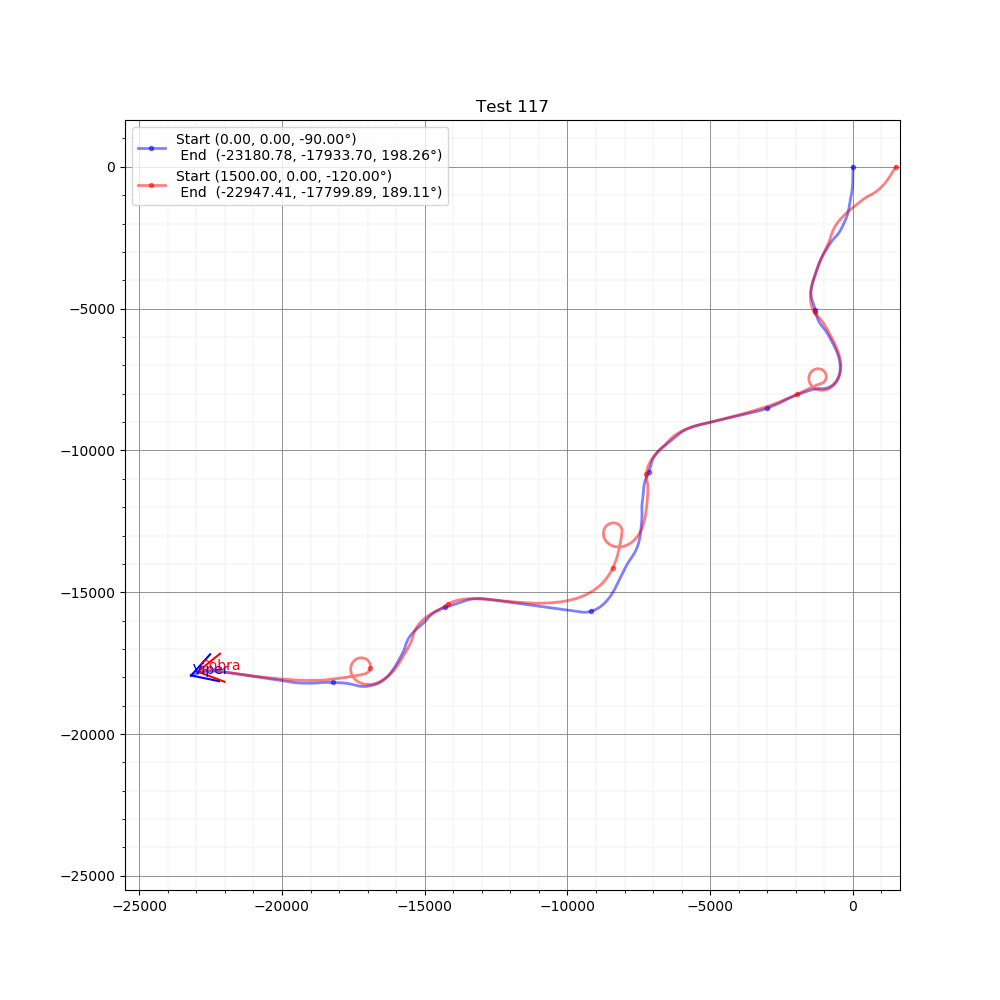 Test 117
Start (0.00, 0.00, -90.00°)
End  (-23180.78, -17933.70, 198.26°)
Start (1500.00, 0.00, -120.00°)
End  (-22947.41, -17799.89, 189.11°)
0
−5000
−10000
−15000
−20000
−25000
−25000
−20000
−15000
−10000
−5000
0